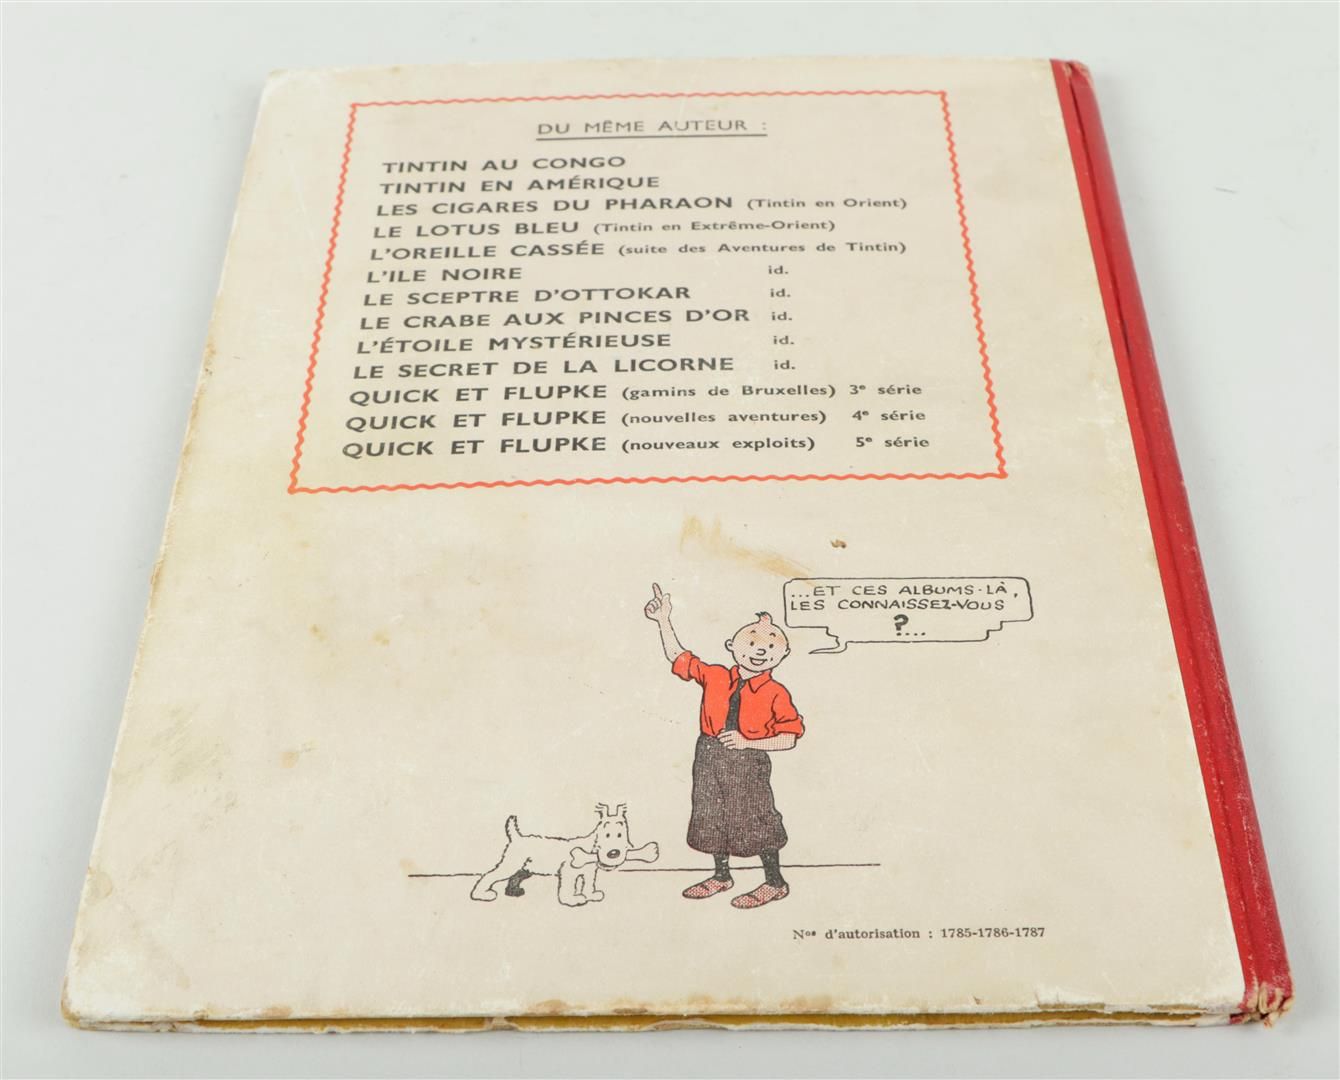 DU MÊME AUTEUR :
TINTIN AU CONGO
TINTIN EN AMÉRIQUE
LES CIGARES DU PHARAON (Tintin en Orient)
LE LOTUS BLEU (Tintin en Extrême-Orient)
L'OREILLE CASSÉE (suite des Aventures de Tintin)
L'ILE NOIRE id.
LE SCEPTRE D'OTTOKAR id.
LE CRABE AUX PINCES D'OR id.
L'ÉTOILE MYSTÉRIEUSE id.
LE SECRET DE LA LICORNE id.
QUICK ET FLUPKE (gamins de Bruxelles) 3e série
QUICK ET FLUPKE (nouvelles aventures) 4e série
QUICK ET FLUPKE (nouveaux exploits) 5e série
...ET CES ALBUMS-LÀ,
LES CONNAISSEZ-VOUS
?...
Nos d'autorisation : 1785-1786-1787